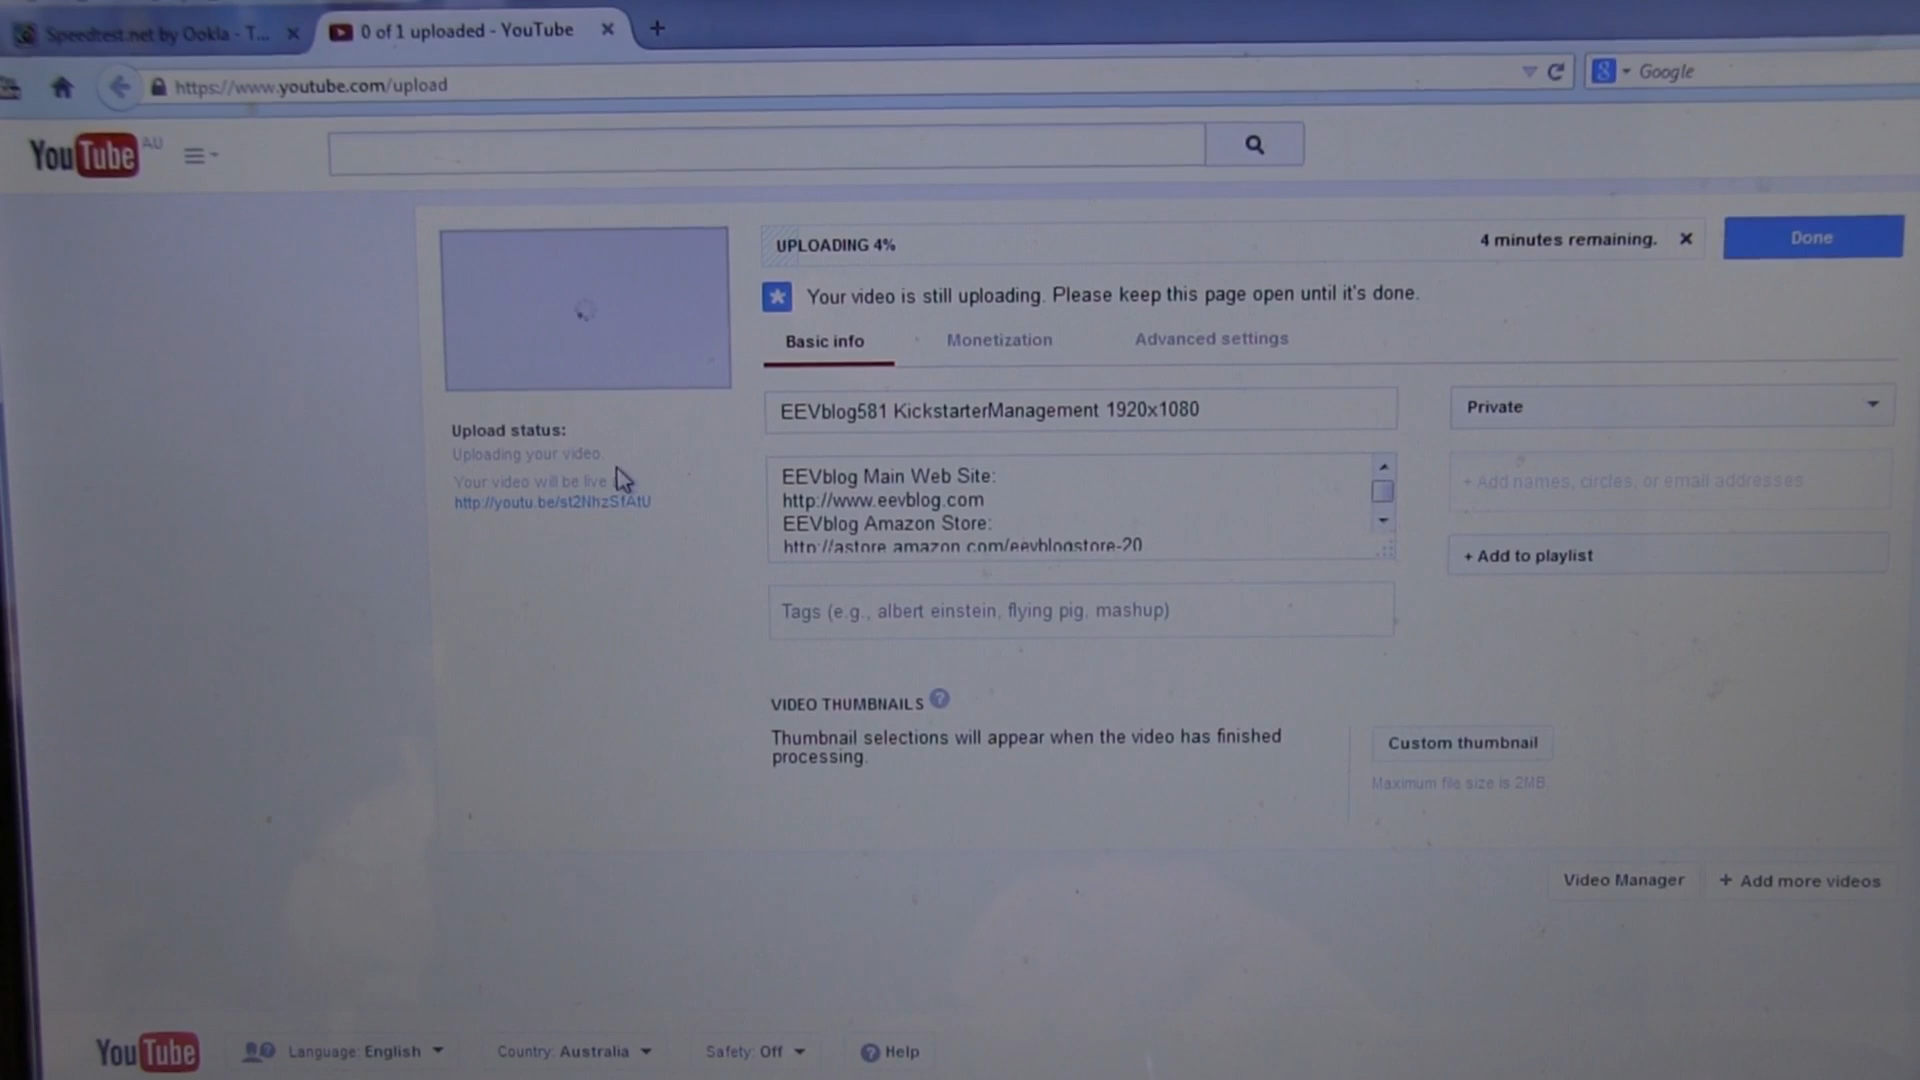 Speedtest.net by Ookla - T...
0 of 1 uploaded - YouTube
https://www.youtube.com/upload
Google
YouTube AU
UPLOADING 4%
4 minutes remaining.
Done
Your video is still uploading. Please keep this page open until it's done.
Basic info
Monetization
Advanced settings
EEVblog581 KickstarterManagement 1920x1080
Private
Upload status:
Uploading your video.
Your video will be live
http://youtu.be/st2NhzSfAtU
EEVblog Main Web Site:
http://www.eevblog.com
EEVblog Amazon Store:
http://astore.amazon.com/eevblogstore-20
+ Add names, circles, or email addresses
+ Add to playlist
Tags (e.g., albert einstein, flying pig, mashup)
VIDEO THUMBNAILS ?
Thumbnail selections will appear when the video has finished
processing.
Custom thumbnail
Maximum file size is 2MB.
Video Manager
+ Add more videos
YouTube
Language: English
Country: Australia
Safety: Off
? Help